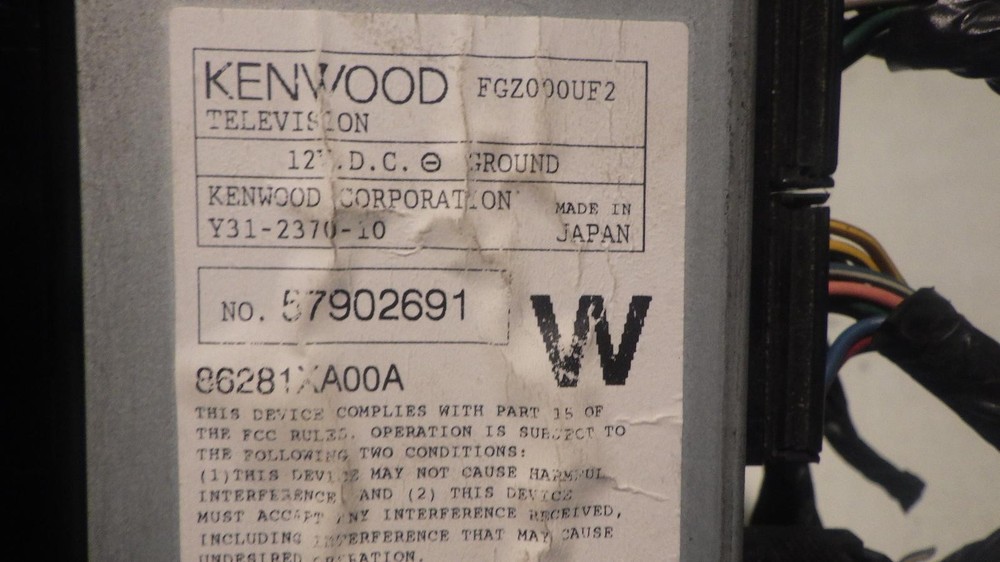 KENWOOD FGZ000UF2
TELEVISION
12V.D.C. ⊖ GROUND
KENWOOD CORPORATION
Y31-2370-10
MADE IN
JAPAN
NO. 57902691
W
86281XA00A
THIS DEVICE COMPLIES WITH PART 15 OF
THE FCC RULES. OPERATION IS SUBJECT TO
THE FOLLOWING TWO CONDITIONS:
(1)THIS DEVICE MAY NOT CAUSE HARMFUL
INTERFERENCE AND (2) THIS DEVICE
MUST ACCEPT ANY INTERFERENCE RECEIVED,
INCLUDING INTERFERENCE THAT MAY CAUSE
UNDESIRED OPERATION.